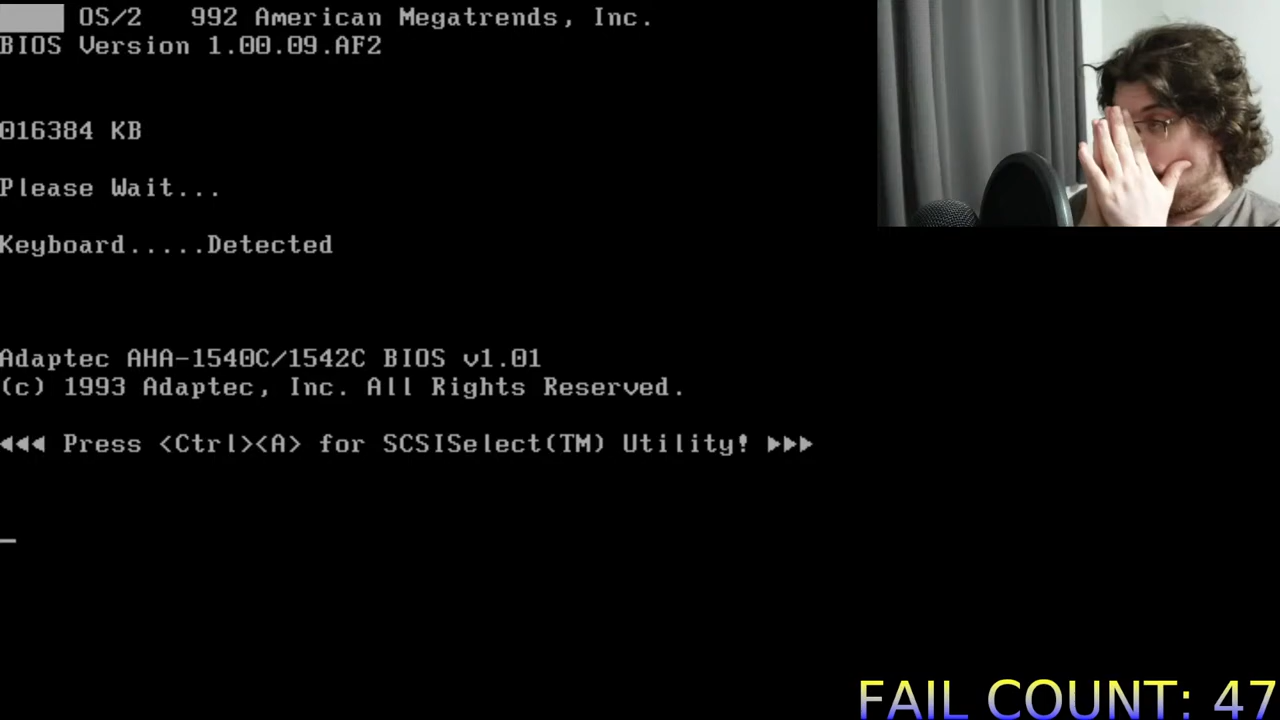 OS/2 992 American Megatrends, Inc.
BIOS Version 1.00.09.AF2
016384 KB
Please Wait...
Keyboard.....Detected
Adaptec AHA-1540C/1542C BIOS v1.01
(c) 1993 Adaptec, Inc. All Rights Reserved.
◄◄◄ Press <Ctrl><A> for SCSISelect(TM) Utility! ►►►
_
FAIL COUNT: 47